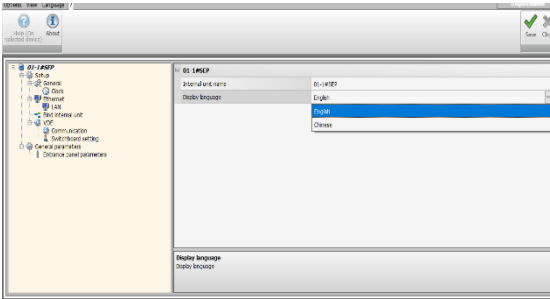 Options View Language ?
Help (On selected device)
About
Save
01-1#SEP
Setup
General
Clock
Ethernet
LAN
Bind internal unit
VDE
Communication
Switchboard setting
General parameters
Entrance panel parameters
01-1#SEP
Internal unit name 01-1#SEP
Display language English
English
Chinese
Display language
Display language